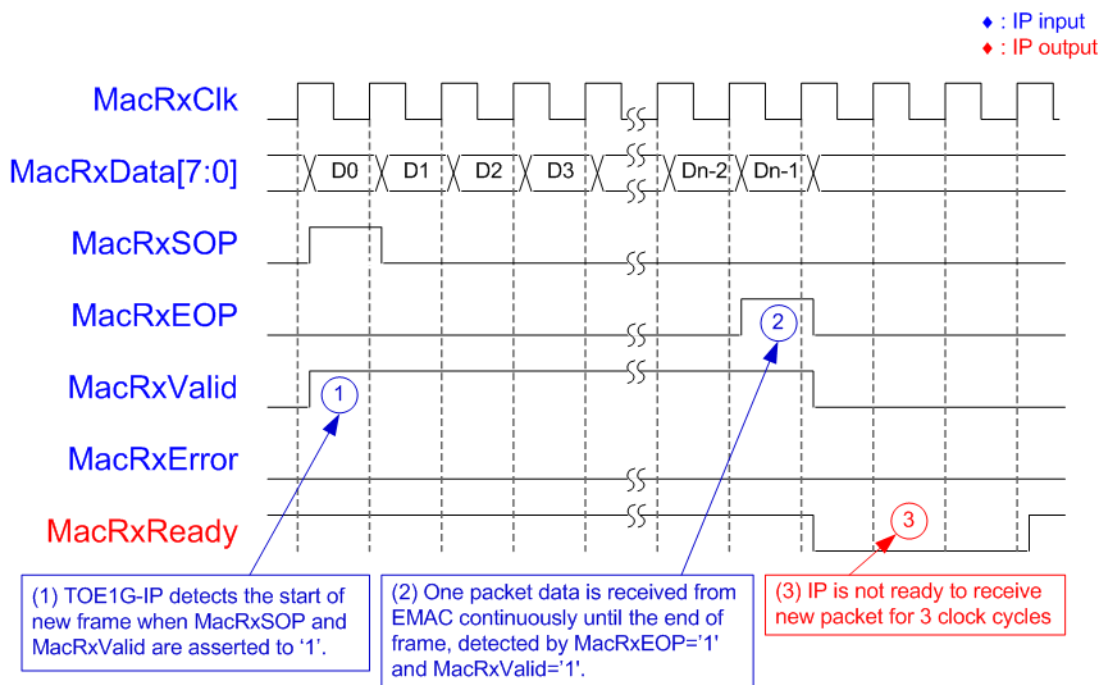 ♦ : IP input
♦ : IP output
MacRxClk
MacRxData[7:0]
D0 D1 D2 D3 Dn-2 Dn-1
MacRxSOP
MacRxEOP
2
MacRxValid
1
MacRxError
MacRxReady
3
(1) TOE1G-IP detects the start of
new frame when MacRxSOP and
MacRxValid are asserted to ‘1’.
(2) One packet data is received from
EMAC continuously until the end of
frame, detected by MacRxEOP=’1'
and MacRxValid=’1'.
(3) IP is not ready to receive
new packet for 3 clock cycles